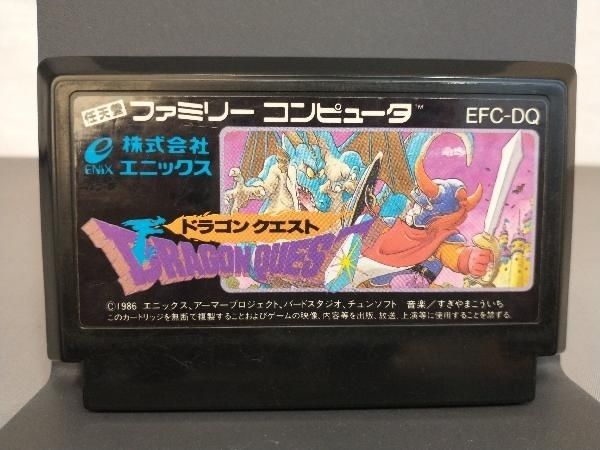 任天堂 ファミリー コンピュータ™ EFC-DQ
e ENIX 株式会社 エニックス
ドラゴン クエスト
DRAGON QUEST
©1986 エニックス、アーマープロジェクト、バードスタジオ、チュンソフト 音楽/すぎやまこういち
このカートリッジを無断で複製することおよびゲームの映像、内容等を出版、放送、上演等に使用することを禁ずる。